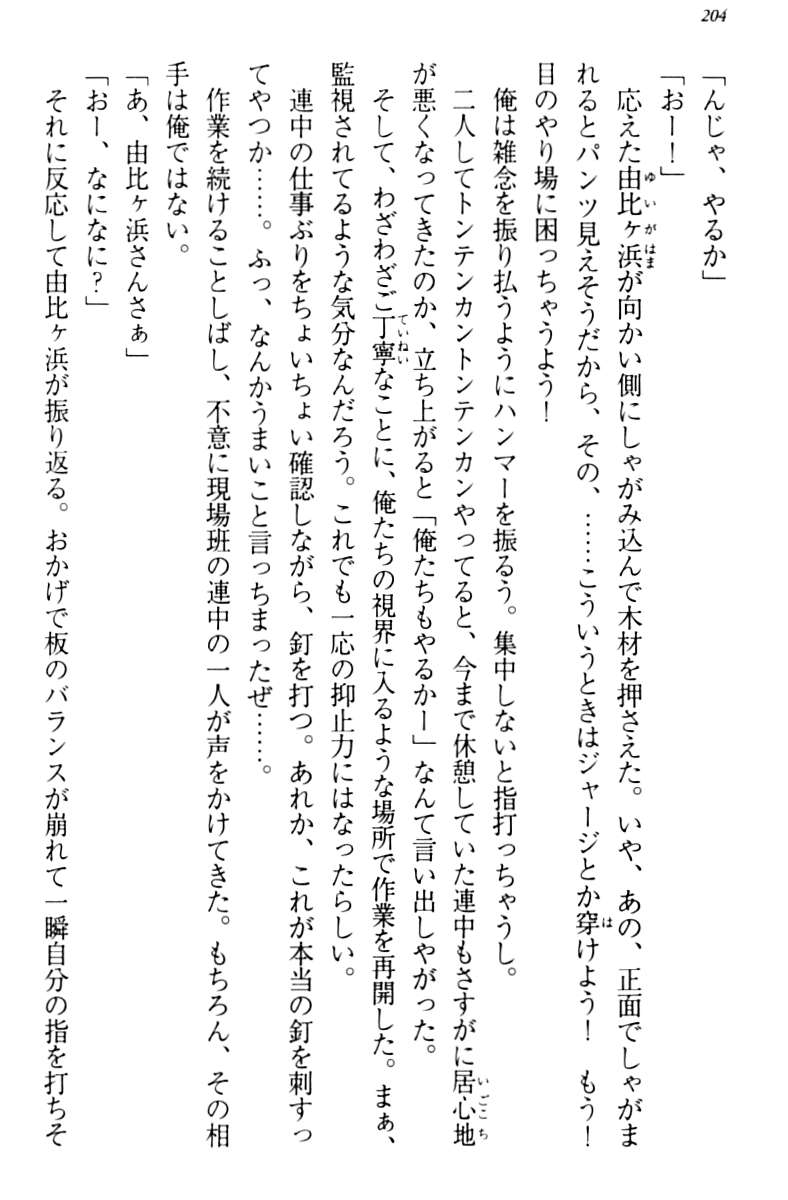 204
「んじゃ、やるか」
「おー！」
　応えた由比ヶ浜が向かい側にしゃがみ込んで木材を押さえた。いや、あの、正面でしゃがま
れるとパンツ見えそうだから、その、……こういうときはジャージとか穿けよう！　もう！
目のやり場に困っちゃうよう！
　俺は雑念を振り払うようにハンマーを振るう。集中しないと指打っちゃうし。
　二人してトンテンカントンテンカンやってると、今まで休憩していた連中もさすがに居心地
が悪くなってきたのか、立ち上がると「俺たちもやるかー」なんて言い出しやがった。
　そして、わざわざご丁寧なことに、俺たちの視界に入るような場所で作業を再開した。まぁ、
監視されてるような気分なんだろう。これでも一応の抑止力にはなったらしい。
　連中の仕事ぶりをちょいちょい確認しながら、釘を打つ。あれか、これが本当の釘を刺すっ
てやつか……。ふっ、なんかうまいこと言っちまったぜ……。
　作業を続けることしばし、不意に現場班の連中の一人が声をかけてきた。もちろん、その相
手は俺ではない。
「あ、由比ヶ浜さんさぁ」
「おー、なになに？」
　それに反応して由比ヶ浜が振り返る。おかげで板のバランスが崩れて一瞬自分の指を打ちそ